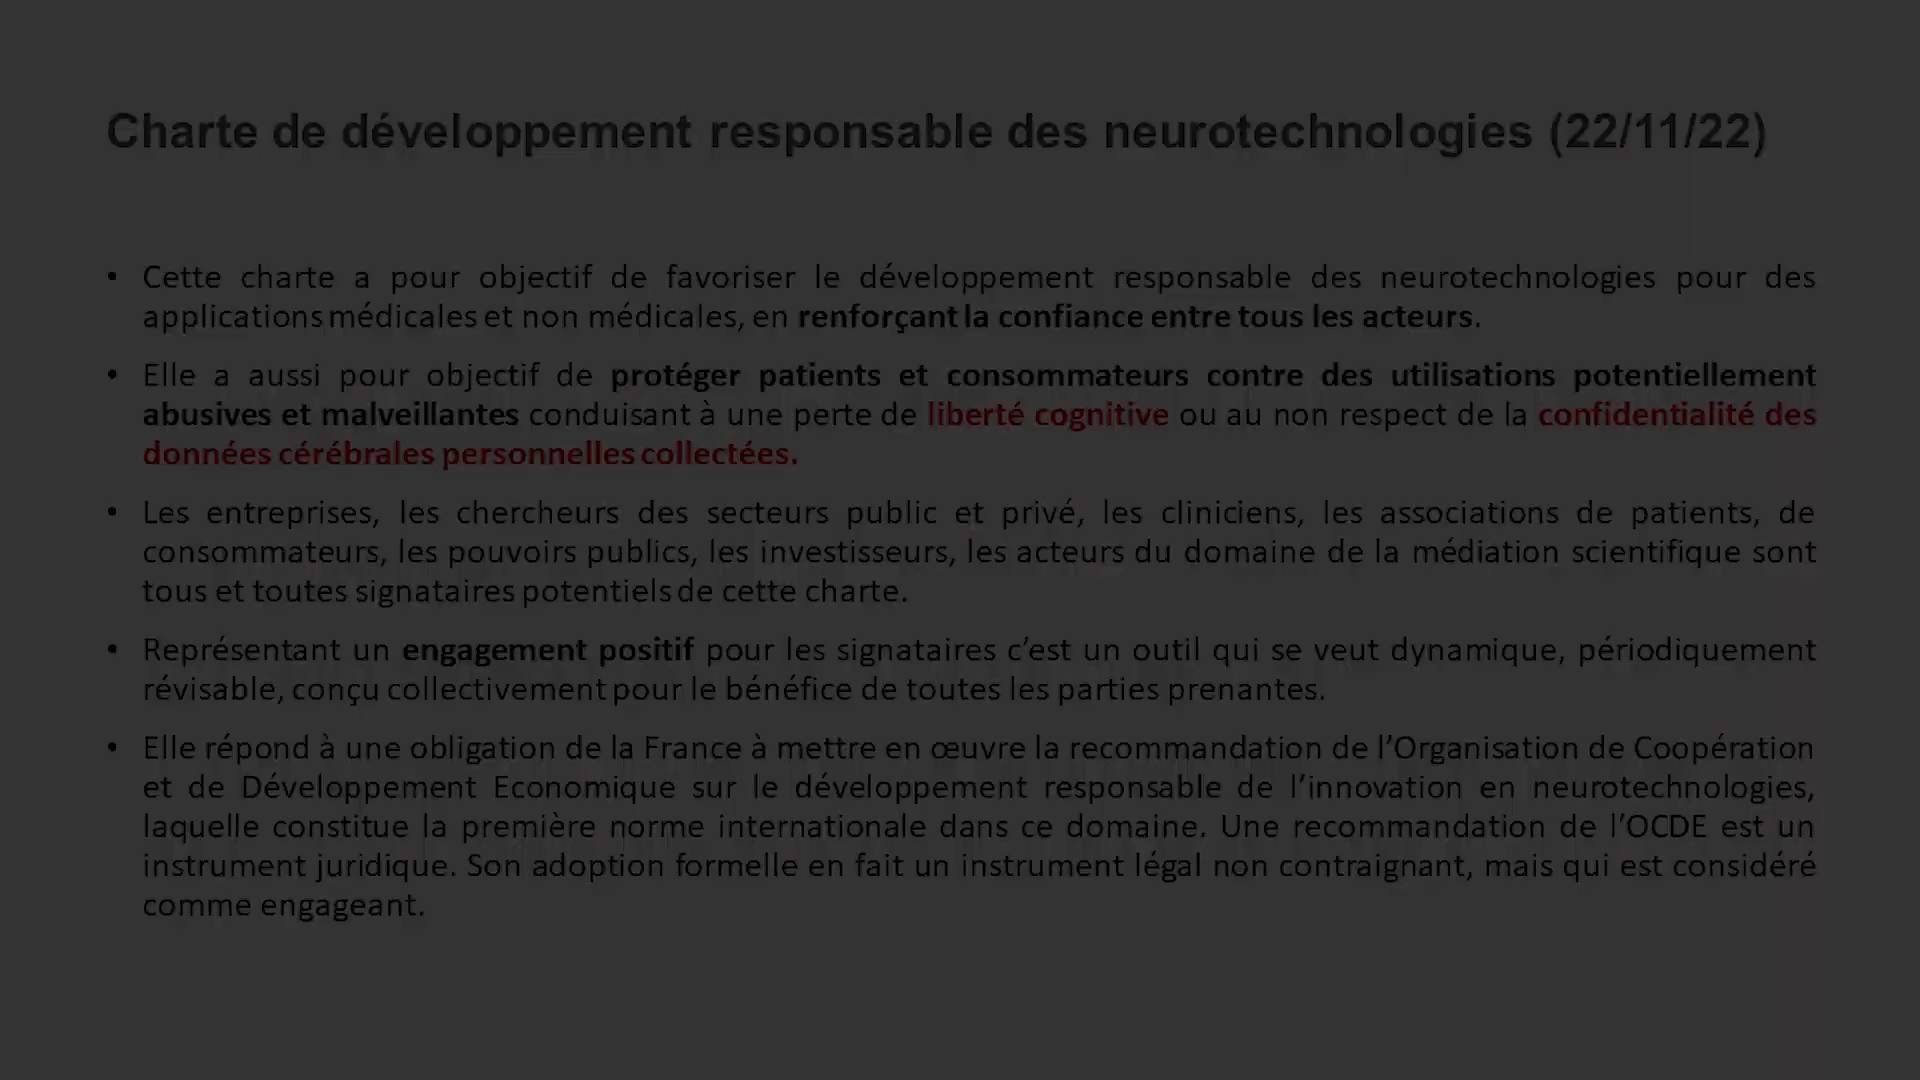 Charte de développement responsable des neurotechnologies (22/11/22)
• Cette charte a pour objectif de favoriser le développement responsable des neurotechnologies pour des
applications médicales et non médicales, en renforçant la confiance entre tous les acteurs.
• Elle a aussi pour objectif de protéger patients et consommateurs contre des utilisations potentiellement
abusives et malveillantes conduisant à une perte de liberté cognitive ou au non respect de la confidentialité des
données cérébrales personnelles collectées.
• Les entreprises, les chercheurs des secteurs public et privé, les cliniciens, les associations de patients, de
consommateurs, les pouvoirs publics, les investisseurs, les acteurs du domaine de la médiation scientifique sont
tous et toutes signataires potentiels de cette charte.
• Représentant un engagement positif pour les signataires c’est un outil qui se veut dynamique, périodiquement
révisable, conçu collectivement pour le bénéfice de toutes les parties prenantes.
• Elle répond à une obligation de la France à mettre en œuvre la recommandation de l’Organisation de Coopération
et de Développement Economique sur le développement responsable de l’innovation en neurotechnologies,
laquelle constitue la première norme internationale dans ce domaine. Une recommandation de l’OCDE est un
instrument juridique. Son adoption formelle en fait un instrument légal non contraignant, mais qui est considéré
comme engageant.